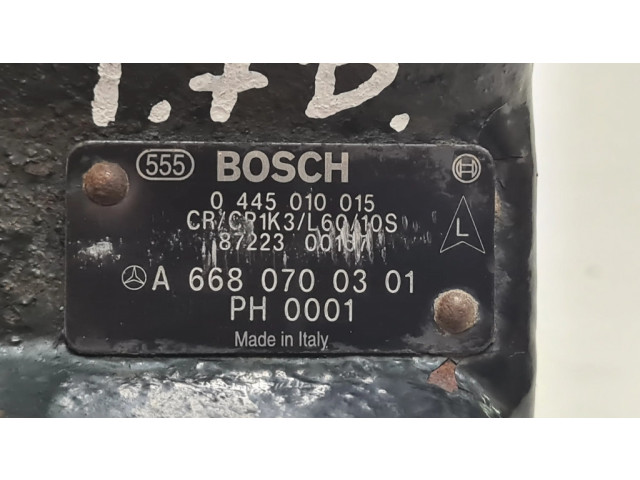 1.7 D.
555 BOSCH
0 445 010 015
CR/CP1K3/L60/10S
L
87223 00197
A 668 070 03 01
PH 0001
Made in Italy